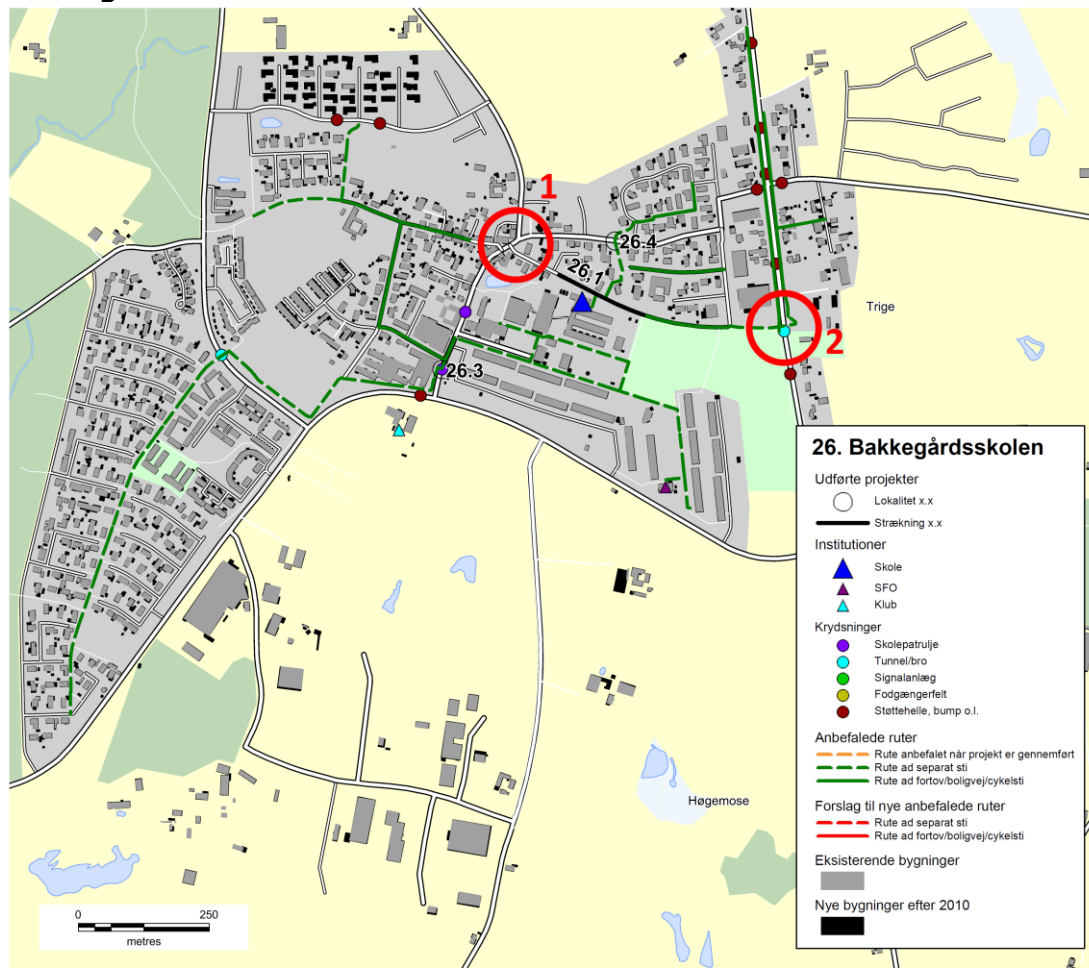 1
26.4
26,1
Trige
2
26.3
26. Bakkegårdsskolen
Udførte projekter
Lokalitet x.x
Strækning x.x
Institutioner
Skole
SFO
Klub
Krydsninger
Skolepatrulje
Tunnel/bro
Signalanlæg
Fodgængerfelt
Støttehelle, bump o.l.
Anbefalede ruter
Rute anbefalet når projekt er gennemført
Rute ad separat sti
Rute ad fortov/boligvej/cykelsti
Forslag til nye anbefalede ruter
Rute ad separat sti
Rute ad fortov/boligvej/cykelsti
Eksisterende bygninger
Nye bygninger efter 2010
Høgemose
0 250
metres